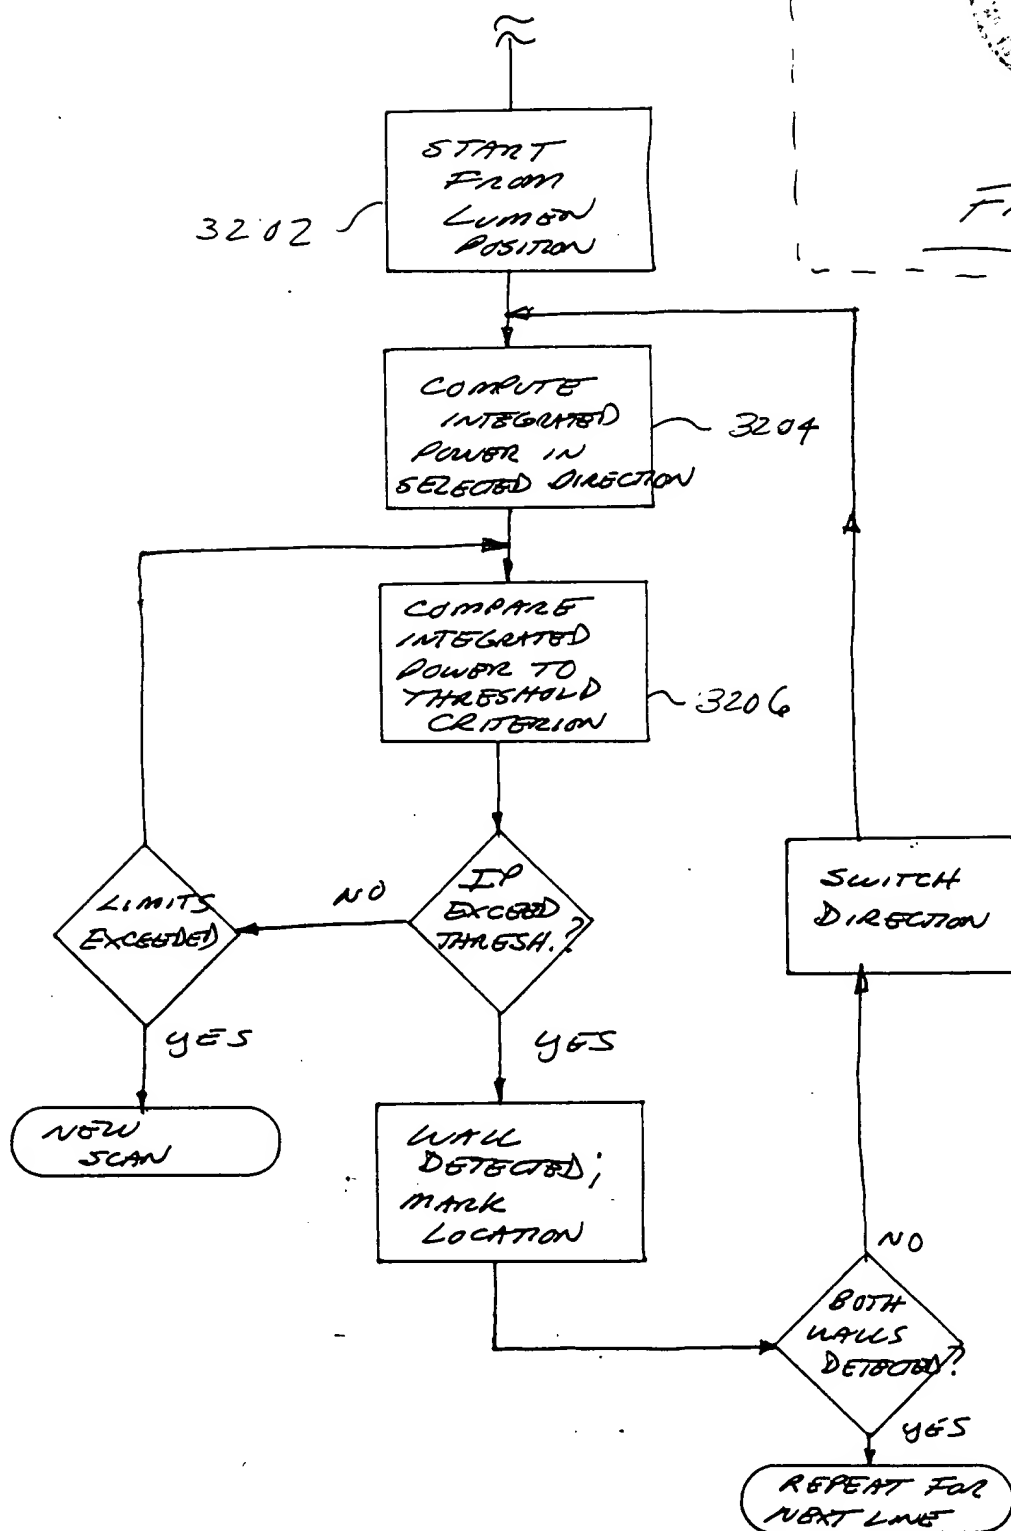 START
FROM
LUMEN
POSITION
3202
COMPUTE
INTEGRATED
POWER IN
SELECTED DIRECTION
3204
COMPARE
INTEGRATED
POWER TO
THRESHOLD
CRITERION
3206
LIMITS
EXCEEDED
NO
IP
EXCEED
THRESH.?
SWITCH
DIRECTION
YES
YES
NEW
SCAN
WALL
DETECTED;
MARK
LOCATION
NO
BOTH
WALLS
DETECTED?
YES
REPEAT FOR
NEXT LINE